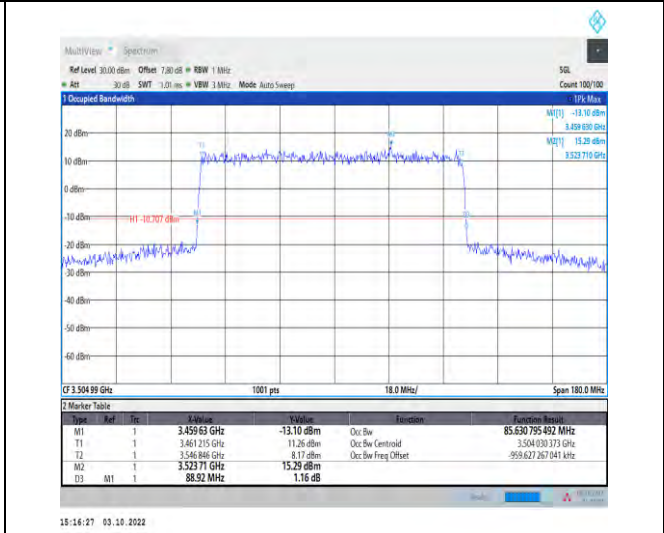 MultiView Spectrum
Ref Level 30.00 dBm Offset 7.80 dB RBW 1 MHz SGL
Att 30 dB SWT 1.01 ms VBW 3 MHz Mode Auto Sweep Count 100/100
1 Occupied Bandwidth 1Pk Max
M1[1] -13.10 dBm
3.459 630 GHz
M2[1] 15.29 dBm
3.523 710 GHz
20 dBm
T1
T2
10 dBm
0 dBm
-10 dBm
H1 -10.707 dBm
M1
-20 dBm
-30 dBm
-40 dBm
-50 dBm
-60 dBm
CF 3.504 99 GHz 1001 pts 18.0 MHz/ Span 180.0 MHz
2 Marker Table
Type Ref Trc X-Value Y-Value Function Function Result
M1 1 3.459 63 GHz -13.10 dBm Occ Bw 85.630 795 492 MHz
T1 1 3.461 215 GHz 11.26 dBm Occ Bw Centroid 3.504 030 373 GHz
T2 1 3.546 846 GHz 8.17 dBm Occ Bw Freq Offset -959.627 267 041 kHz
M2 1 3.523 71 GHz 15.29 dBm
D3 M1 1 88.92 MHz 1.16 dB
15:16:27 03.10.2022